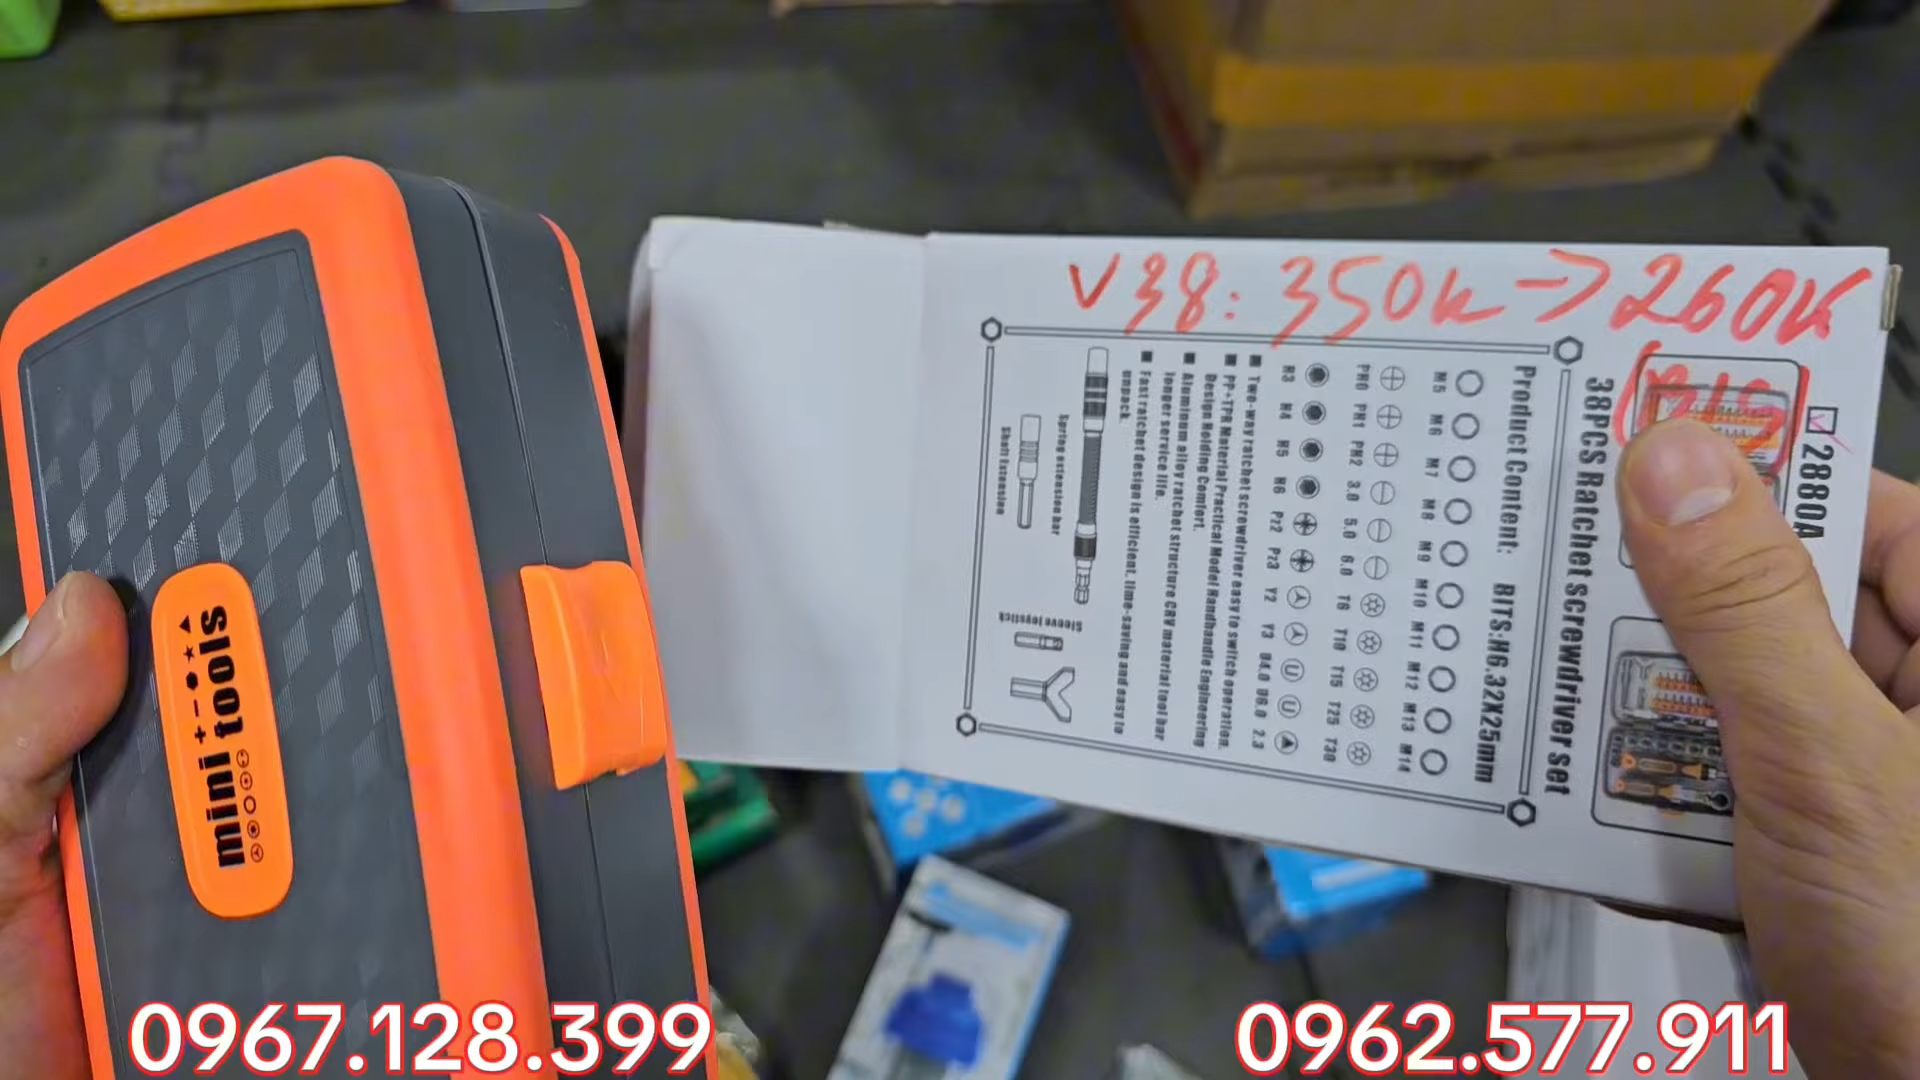 V38: 350k → 260k
(BIG
2880A
38PCS Ratchet screwdriver set
Product Content: BITS:H6.32X25mm
M5 M6 M7 M8 M9 M10 M11 M12 M13 M14
PH0 PH1 PH2 3.0 5.0 6.0 T8 T10 T15 T25 T30
H3 H4 H5 H6 Pz2 Pz3 Y2 Y3 U4.0 U6.0 2.3
Two-way ratchet screwdriver easy to switch operation.
PP+TPR Material Practical Model Handhandle Engineering
Design Holding Comfort.
Aluminum alloy ratchet structure CRV material tool bar
longer service life.
Fast ratchet design is efficient, time-saving and easy to
unpack.
Spring extension bar
Shaft Extension
Sleeve joystick
mini tools
0967.128.399
0962.577.911